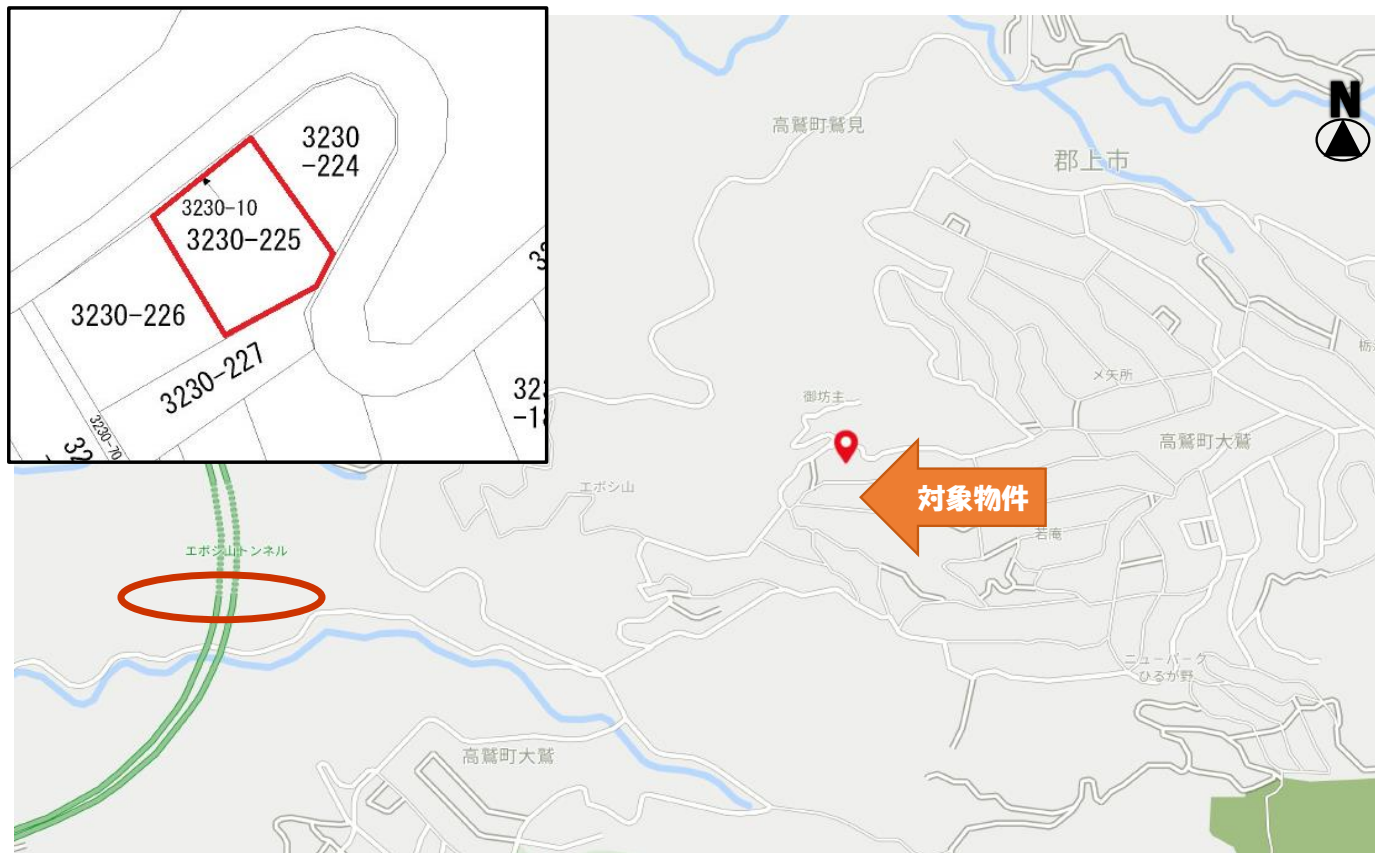 3230
-224
3230-10
3230-225
3230-226
3230-227
3230-70
高鷲町鷲見
郡上市
N
メ矢所
御坊主
高鷲町大鷲
エボシ山
対象物件
若庵
エボシ山トンネル
ニューパーク
ひるが野
高鷲町大鷲